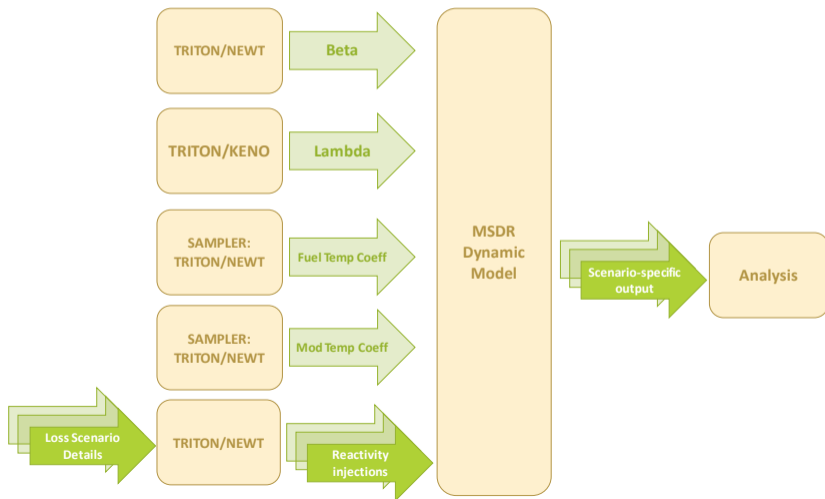 TRITON/NEWT
Beta
TRITON/KENO
Lambda
SAMPLER:
TRITON/NEWT
Fuel Temp Coeff
SAMPLER:
TRITON/NEWT
Mod Temp Coeff
Loss Scenario
Details
TRITON/NEWT
Reactivity
injections
MSDR
Dynamic
Model
Scenario-specific
output
Analysis